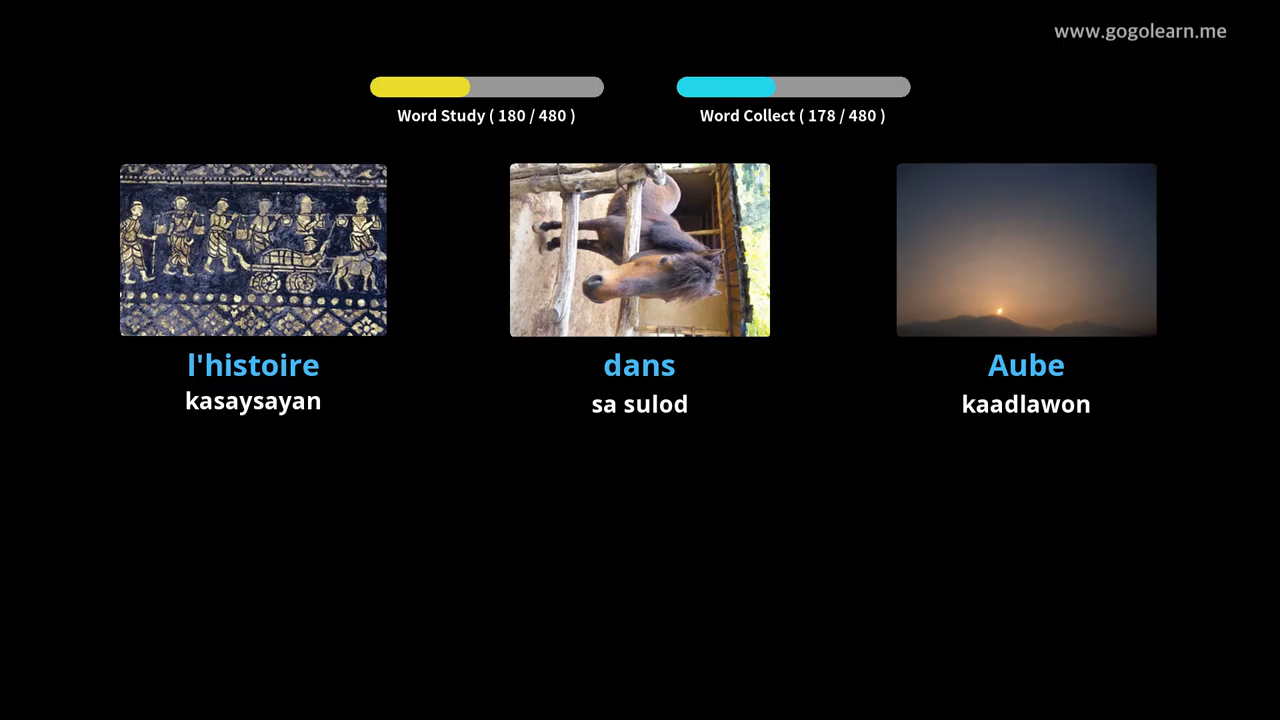 www.gogolearn.me
Word Study ( 180 / 480 )
Word Collect ( 178 / 480 )
l'histoire
kasaysayan
dans
sa sulod
Aube
kaadlawon